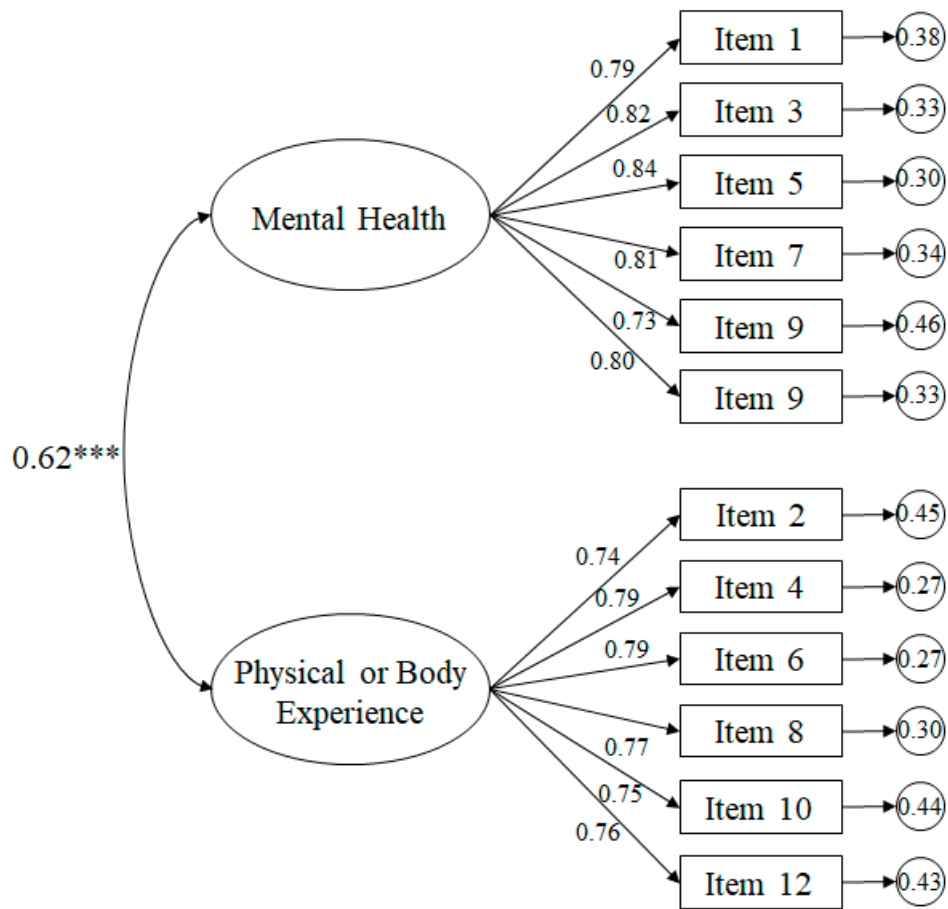 Item 1
0.38
0.79
Item 3
0.33
0.82
Item 5
0.30
0.84
Mental Health
Item 7
0.34
0.81
Item 9
0.46
0.73
Item 9
0.33
0.80
0.62***
Item 2
0.45
0.74
Item 4
0.27
0.79
Item 6
0.27
0.79
Physical or Body
Experience
Item 8
0.30
0.77
Item 10
0.44
0.75
Item 12
0.43
0.76